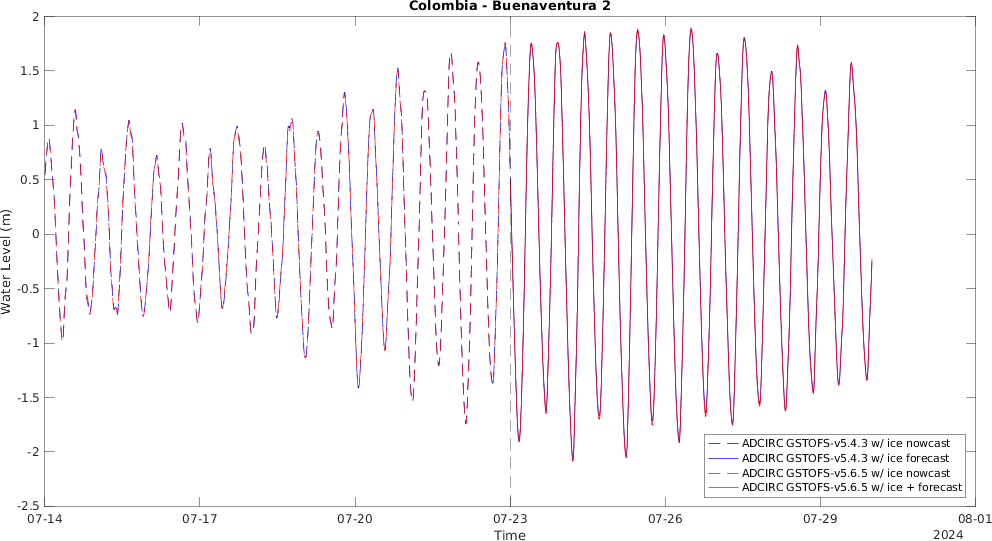 Colombia - Buenaventura 2
2
1.5
1
0.5
0
-0.5
-1
-1.5
-2
-2.5
Water Level (m)
ADCIRC GSTOFS-v5.4.3 w/ ice nowcast
ADCIRC GSTOFS-v5.4.3 w/ ice forecast
ADCIRC GSTOFS-v5.6.5 w/ ice nowcast
ADCIRC GSTOFS-v5.6.5 w/ ice + forecast
07-14 07-17 07-20 07-23 07-26 07-29 08-01
Time
2024